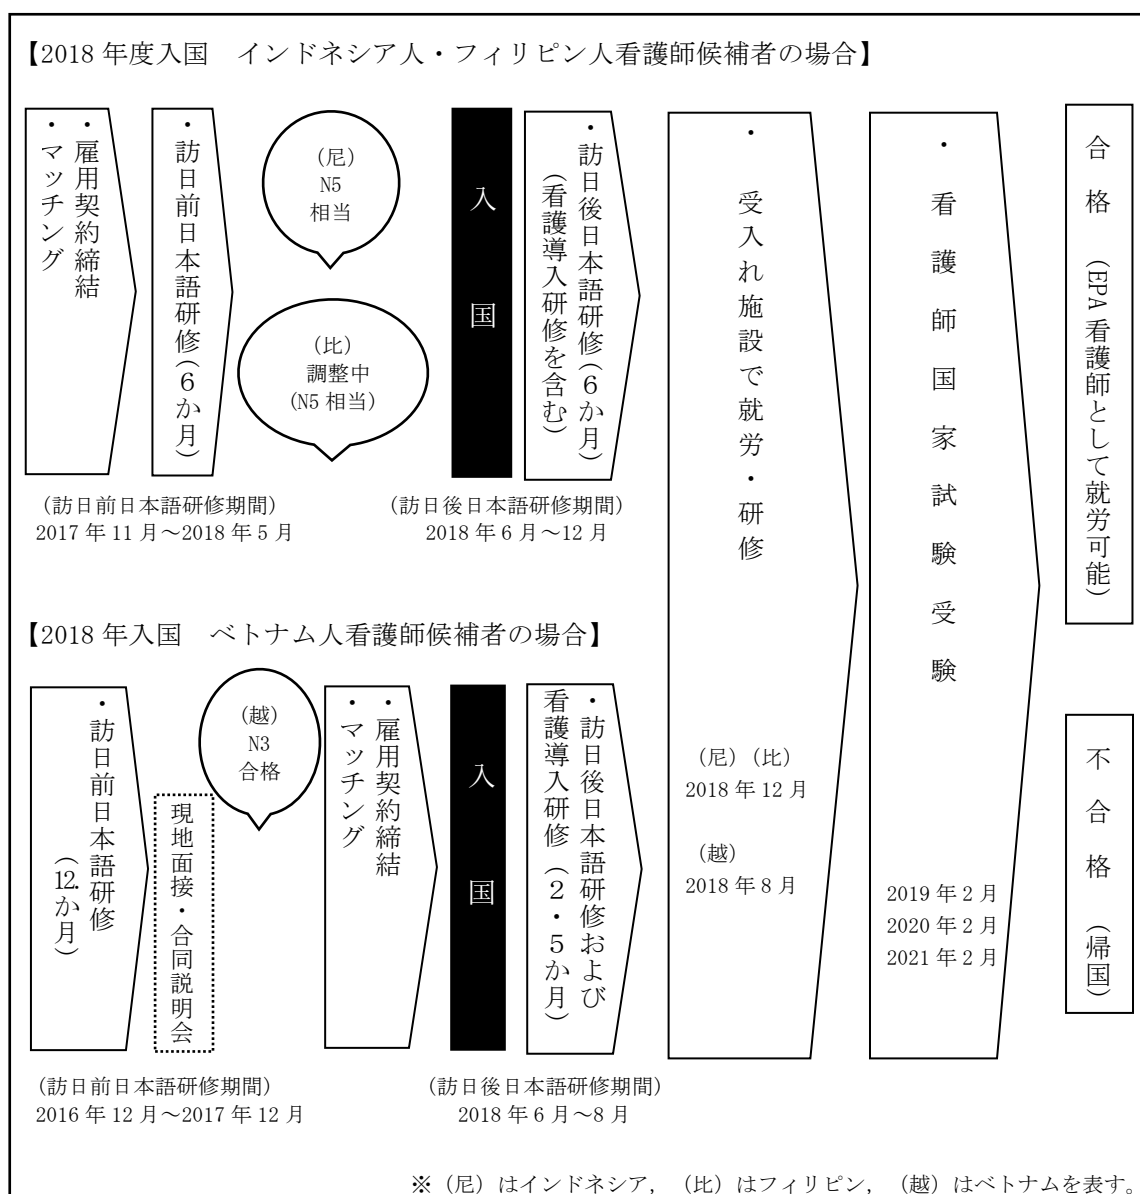 【2018年度入国　インドネシア人・フィリピン人看護師候補者の場合】
・雇用契約締結
・マッチング
・訪日前日本語研修(6か月)
(尼)
N5
相当
(比)
調整中
(N5相当)
入国
・訪日後日本語研修(6か月)
(看護導入研修を含む)
(訪日前日本語研修期間)
2017年11月～2018年5月
(訪日後日本語研修期間)
2018年6月～12月
【2018年入国　ベトナム人看護師候補者の場合】
・訪日前日本語研修
(12か月)
現地面接・合同説明会
(越)
N3
合格
・雇用契約締結
・マッチング
入国
・訪日後日本語研修および
看護導入研修(2・5か月)
(訪日前日本語研修期間)
2016年12月～2017年12月
(訪日後日本語研修期間)
2018年6月～8月
・受入れ施設で就労・研修
(尼)(比)
2018年12月
(越)
2018年8月
・看護師国家試験受験
2019年2月
2020年2月
2021年2月
合格　(EPA看護師として就労可能)
不合格　(帰国)
※(尼)はインドネシア,　(比)はフィリピン,　(越)はベトナムを表す。